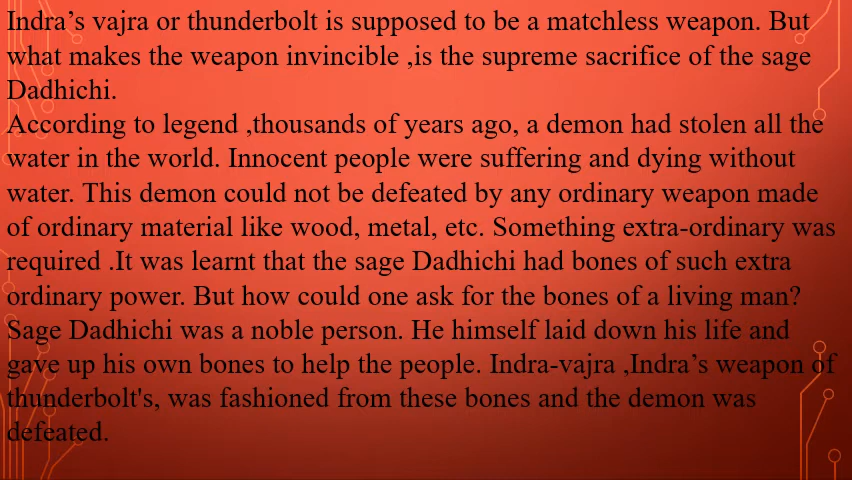 Indra’s vajra or thunderbolt is supposed to be a matchless weapon. But
what makes the weapon invincible ,is the supreme sacrifice of the sage
Dadhichi.
According to legend ,thousands of years ago, a demon had stolen all the
water in the world. Innocent people were suffering and dying without
water. This demon could not be defeated by any ordinary weapon made
of ordinary material like wood, metal, etc. Something extra-ordinary was
required .It was learnt that the sage Dadhichi had bones of such extra
ordinary power. But how could one ask for the bones of a living man?
Sage Dadhichi was a noble person. He himself laid down his life and
gave up his own bones to help the people. Indra-vajra ,Indra’s weapon of
thunderbolt's, was fashioned from these bones and the demon was
defeated.